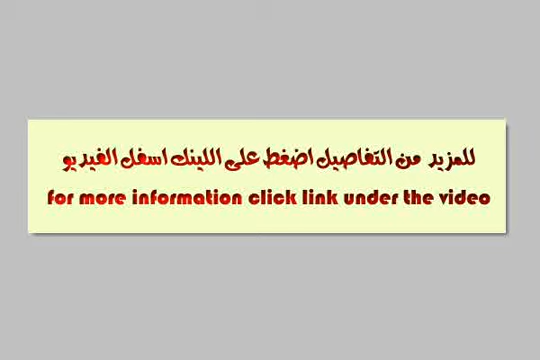 للمزيد من التفاصيل اضغط على اللينك اسفل الفيديو
for more information click link under the video